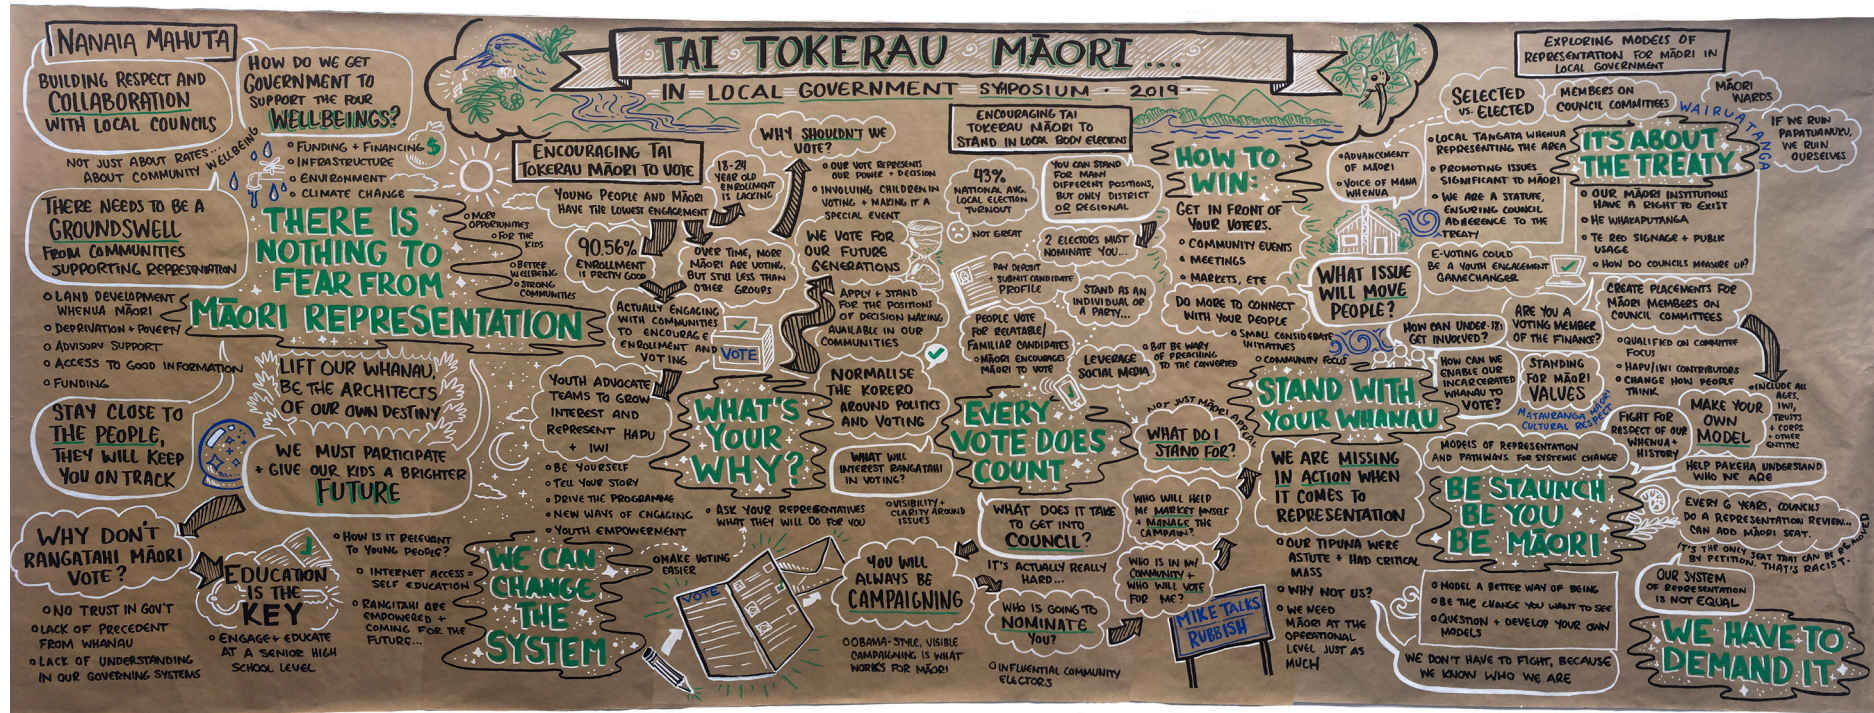 NANAIA MAHUTA
BUILDING RESPECT AND
COLLABORATION
WITH LOCAL COUNCILS
HOW DO WE GET
GOVERNMENT TO
SUPPORT THE FOUR
WELLBEINGS?
NOT JUST ABOUT RATES...
ABOUT COMMUNITY WELLBEING
FUNDING + FINANCING $
INFRASTRUCTURE
ENVIRONMENT
CLIMATE CHANGE
THERE NEEDS TO BE A
GROUNDSWELL
FROM COMMUNITIES
SUPPORTING REPRESENTATION
THERE IS
NOTHING TO
FEAR FROM
MĀORI REPRESENTATION
MORE
OPPORTUNITIES
FOR THE
KIDS
BETTER
WELLBEING
STRONG
COMMUNITIES
LAND DEVELOPMENT
WHENUA MĀORI
DEPRIVATION + POVERTY
ADVISORY SUPPORT
ACCESS TO GOOD INFORMATION
FUNDING
LIFT OUR WHANAU,
BE THE ARCHITECTS
OF OUR OWN DESTINY
STAY CLOSE TO
THE PEOPLE,
THEY WILL KEEP
YOU ON TRACK
WE MUST PARTICIPATE
+ GIVE OUR KIDS A BRIGHTER
FUTURE
WHY DON'T
RANGATAHI MĀORI
VOTE?
NO TRUST IN GOV'T
LACK OF PRECEDENT
FROM WHANAU
LACK OF UNDERSTANDING
IN OUR GOVERNING SYSTEMS
EDUCATION
IS THE
KEY
ENGAGE + EDUCATE
AT A SENIOR HIGH
SCHOOL LEVEL
HOW IS IT RELEVANT
TO YOUNG PEOPLE?
INTERNET ACCESS =
SELF EDUCATION
RANGITAHI ARE
EMPOWERED +
COMING FOR THE
FUTURE...
TAI TOKERAU MĀORI...
IN LOCAL GOVERNMENT SYMPOSIUM · 2019 ·
ENCOURAGING TAI
TOKERAU MĀORI TO VOTE
YOUNG PEOPLE AND MĀORI
HAVE THE LOWEST ENGAGEMENT
18-24
YEAR OLD
ENROLLMENT
IS LACKING
90.56%
ENROLLMENT
IS PRETTY GOOD
OVER TIME, MORE
MĀORI ARE VOTING,
BUT STILL LESS THAN
OTHER GROUPS
ACTUALLY ENGAGING
WITH COMMUNITIES
TO ENCOURAGE
ENROLLMENT AND
VOTING
VOTE
YOUTH ADVOCATE
TEAMS TO GROW
INTEREST AND
REPRESENT HAPU
+ IWI
BE YOURSELF
TELL YOUR STORY
DRIVE THE PROGRAMME
NEW WAYS OF ENGAGING
YOUTH EMPOWERMENT
WE CAN
CHANGE
THE
SYSTEM
WHY SHOULDN'T WE
VOTE?
OUR VOTE REPRESENTS
OUR POWER + DECISION
INVOLVING CHILDREN IN
VOTING + MAKING IT A
SPECIAL EVENT
WE VOTE FOR
OUR FUTURE
GENERATIONS
APPLY + STAND
FOR THE POSITIONS
OF DECISION MAKING
AVAILABLE IN OUR
COMMUNITIES
NORMALISE
THE KORERO
AROUND POLITICS
AND VOTING
WHAT'S
YOUR
WHY?
WHAT WILL
INTEREST RANGATAHI
IN VOTING?
VISIBILITY +
CLARITY AROUND
ISSUES
ASK YOUR REPRESENTATIVES
WHAT THEY WILL DO FOR YOU
MAKE VOTING
EASIER
VOTE
ENCOURAGING TAI
TOKERAU MĀORI TO
STAND IN LOCAL BODY ELECTIONS
43%
NATIONAL AVG.
LOCAL ELECTION
TURNOUT
NOT GREAT
YOU CAN STAND
FOR MANY
DIFFERENT POSITIONS,
BUT ONLY DISTRICT
OR REGIONAL
2 ELECTORS MUST
NOMINATE YOU...
PAY DEPOSIT
+ SUBMIT CANDIDATE
PROFILE
STAND AS AN
INDIVIDUAL OR
A PARTY...
PEOPLE VOTE
FOR RELATABLE/
FAMILIAR CANDIDATES
MĀORI ENCOURAGES
MĀORI TO VOTE
LEVERAGE
SOCIAL MEDIA
EVERY
VOTE DOES
COUNT
WHAT DOES IT TAKE
TO GET INTO
COUNCIL?
YOU WILL
ALWAYS BE
CAMPAIGNING
OBAMA-STYLE, VISIBLE
CAMPAIGNING IS WHAT
WORKS FOR MĀORI
IT'S ACTUALLY REALLY
HARD...
WHO IS GOING TO
NOMINATE
YOU?
INFLUENTIAL COMMUNITY
ELECTORS
WHO IS IN MY
COMMUNITY +
WHO WILL VOTE
FOR ME?
WHO WILL HELP
ME MARKET MYSELF
+ MANAGE THE
CAMPAIGN?
NOT JUST MĀORI APPEAL
WHAT DO I
STAND FOR?
MIKE TALKS
RUBBISH
HOW TO
WIN:
GET IN FRONT OF
YOUR VOTERS.
COMMUNITY EVENTS
MEETINGS
MARKETS, ETC
DO MORE TO CONNECT
WITH YOUR PEOPLE
SMALL CONSIDERATE
INITIATIVES
COMMUNITY FOCUS
BUT BE WARY
OF PREACHING
TO THE CONVERTED
STAND WITH
YOUR WHANAU
WE ARE MISSING
IN ACTION WHEN
IT COMES TO
REPRESENTATION
OUR TIPUNA WERE
ASTUTE + HAD CRITICAL
MASS
WHY NOT US?
WE NEED
MĀORI AT THE
OPERATIONAL
LEVEL JUST AS
MUCH
EXPLORING MODELS OF
REPRESENTATION FOR MĀORI IN
LOCAL GOVERNMENT
SELECTED
VS. ELECTED
MEMBERS ON
COUNCIL COMMITTEES
MĀORI
WARDS
WAIRUATANGA
IF WE RUIN
PAPATUANUKU,
WE RUIN
OURSELVES
ADVANCEMENT
OF MĀORI
VOICE OF MANA
WHENUA
LOCAL TANGATA WHENUA
REPRESENTING THE AREA
PROMOTING ISSUES
SIGNIFICANT TO MĀORI
WE ARE A STATUTE,
ENSURING COUNCIL
ADHERENCE TO THE
TREATY
IT'S ABOUT
THE TREATY
OUR MĀORI INSTITUTIONS
HAVE A RIGHT TO EXIST
HE WHAKAPUTANGA
TE REO SIGNAGE + PUBLIC
USAGE
HOW DO COUNCILS MEASURE UP?
E-VOTING COULD
BE A YOUTH ENGAGEMENT
GAMECHANGER
WHAT ISSUE
WILL MOVE
PEOPLE?
HOW CAN UNDER-18s
GET INVOLVED?
ARE YOU A
VOTING MEMBER
OF THE FINANCE?
CREATE PLACEMENTS FOR
MĀORI MEMBERS ON
COUNCIL COMMITTEES
QUALIFIED ON COMMITTEE
FOCUS
HAPU/IWI CONTRIBUTORS
CHANGE HOW PEOPLE
THINK
INCLUDE ALL
AGES,
IWI,
TRUSTS
+ CORPS
+ OTHER
ENTITIES
HOW CAN WE
ENABLE OUR
INCARCERATED
WHANAU TO
VOTE?
STANDING
FOR MĀORI
VALUES
MATAURANGA MĀORI
CULTURAL RESPECT
FIGHT FOR
RESPECT OF OUR
WHENUA +
HISTORY
MAKE YOUR
OWN
MODEL
MODELS OF REPRESENTATION
AND PATHWAYS FOR SYSTEMIC CHANGE
HELP PAKEHA UNDERSTAND
WHO WE ARE
BE STAUNCH
BE YOU
BE MĀORI
EVERY 6 YEARS, COUNCILS
DO A REPRESENTATION REVIEW...
CAN ADD MĀORI SEAT.
IT'S THE ONLY SEAT THAT CAN BE REMOVED
BY PETITION. THAT'S RACIST.
OUR SYSTEM
OF REPRESENTATION
IS NOT EQUAL
MODEL A BETTER WAY OF BEING
BE THE CHANGE YOU WANT TO SEE
QUESTION + DEVELOP YOUR OWN
MODELS
WE DON'T HAVE TO FIGHT, BECAUSE
WE KNOW WHO WE ARE
WE HAVE TO
DEMAND IT